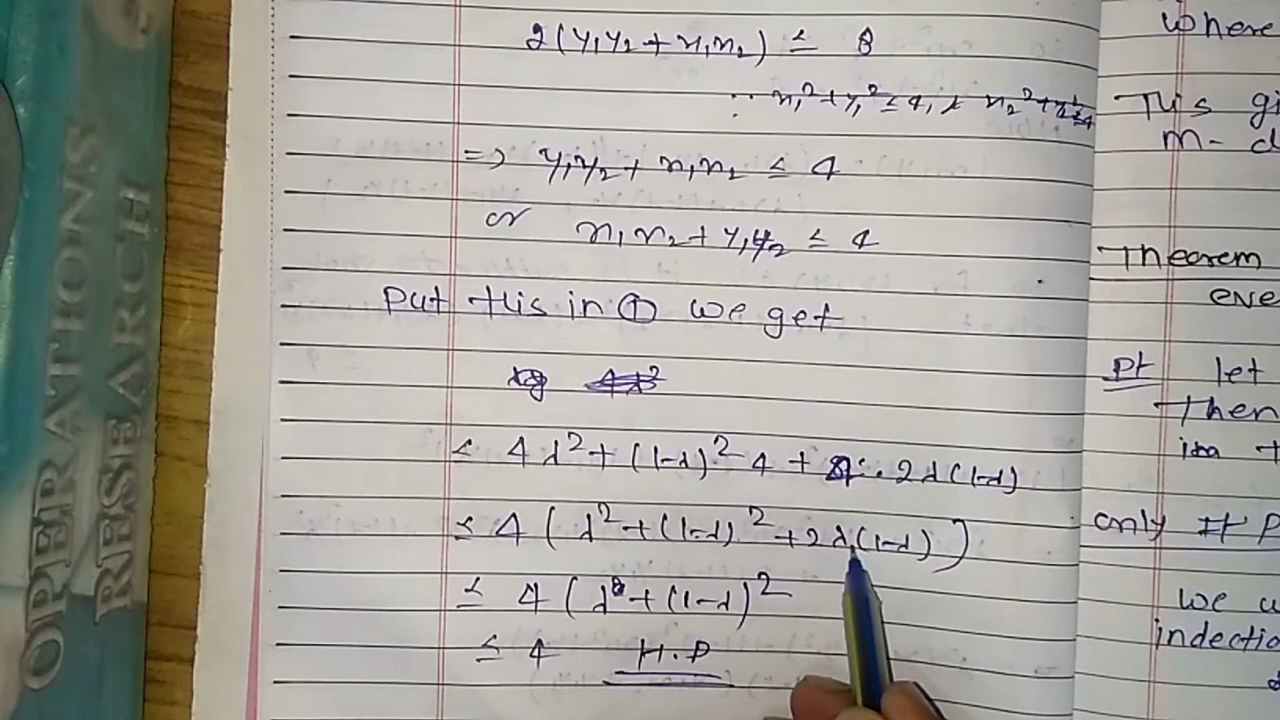 2(y₁y₂ + x₁x₂) ≤ 8
∵ x₁² + y₁² ≤ 4, & x₂² + y₂² ≤ 4
=> y₁y₂ + x₁x₂ ≤ 4
or x₁x₂ + y₁y₂ ≤ 4
Put this in ① we get
≤ 4λ² + (1-λ)² 4 + 2λ(1-λ)
≤ 4(λ² + (1-λ)² + 2λ(1-λ))
≤ 4(λ + (1-λ)²
≤ 4 H.P
where
This gi
m- d
Theorem
eve
Pf let
Then
only If P
we u
indectio
OPERATIONS
RESEARCH